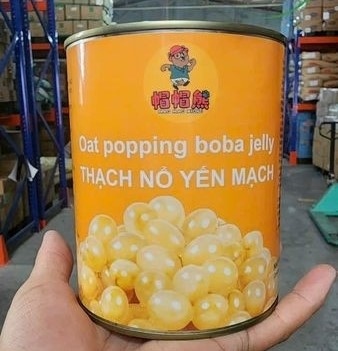 帽帽熊
Oat popping boba jelly
THẠCH NỔ YẾN MẠCH